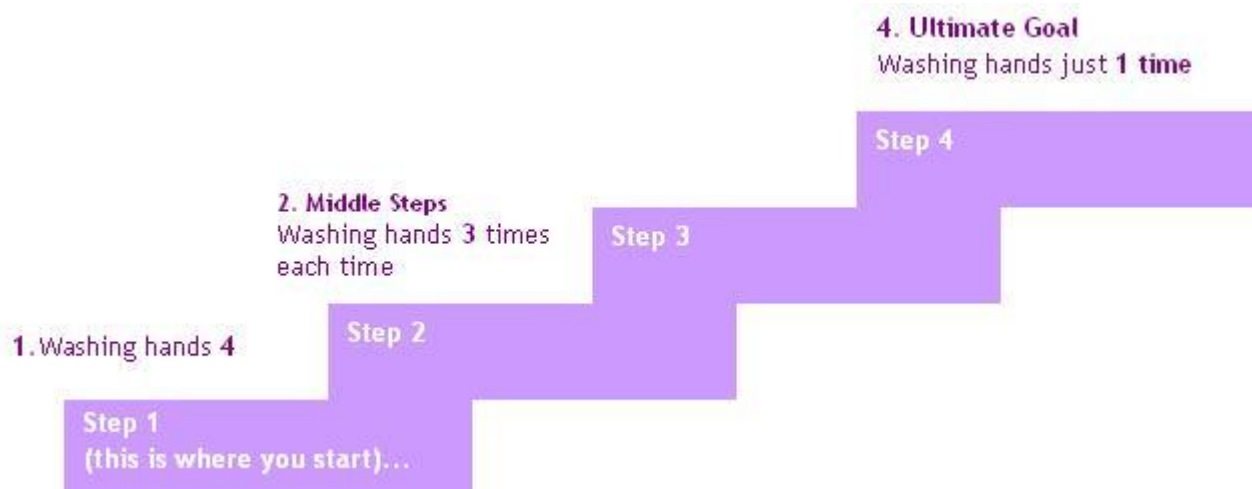 4. Ultimate Goal
Washing hands just 1 time
Step 4
2. Middle Steps
Washing hands 3 times
each time
Step 3
1. Washing hands 4
Step 2
Step 1
(this is where you start)...